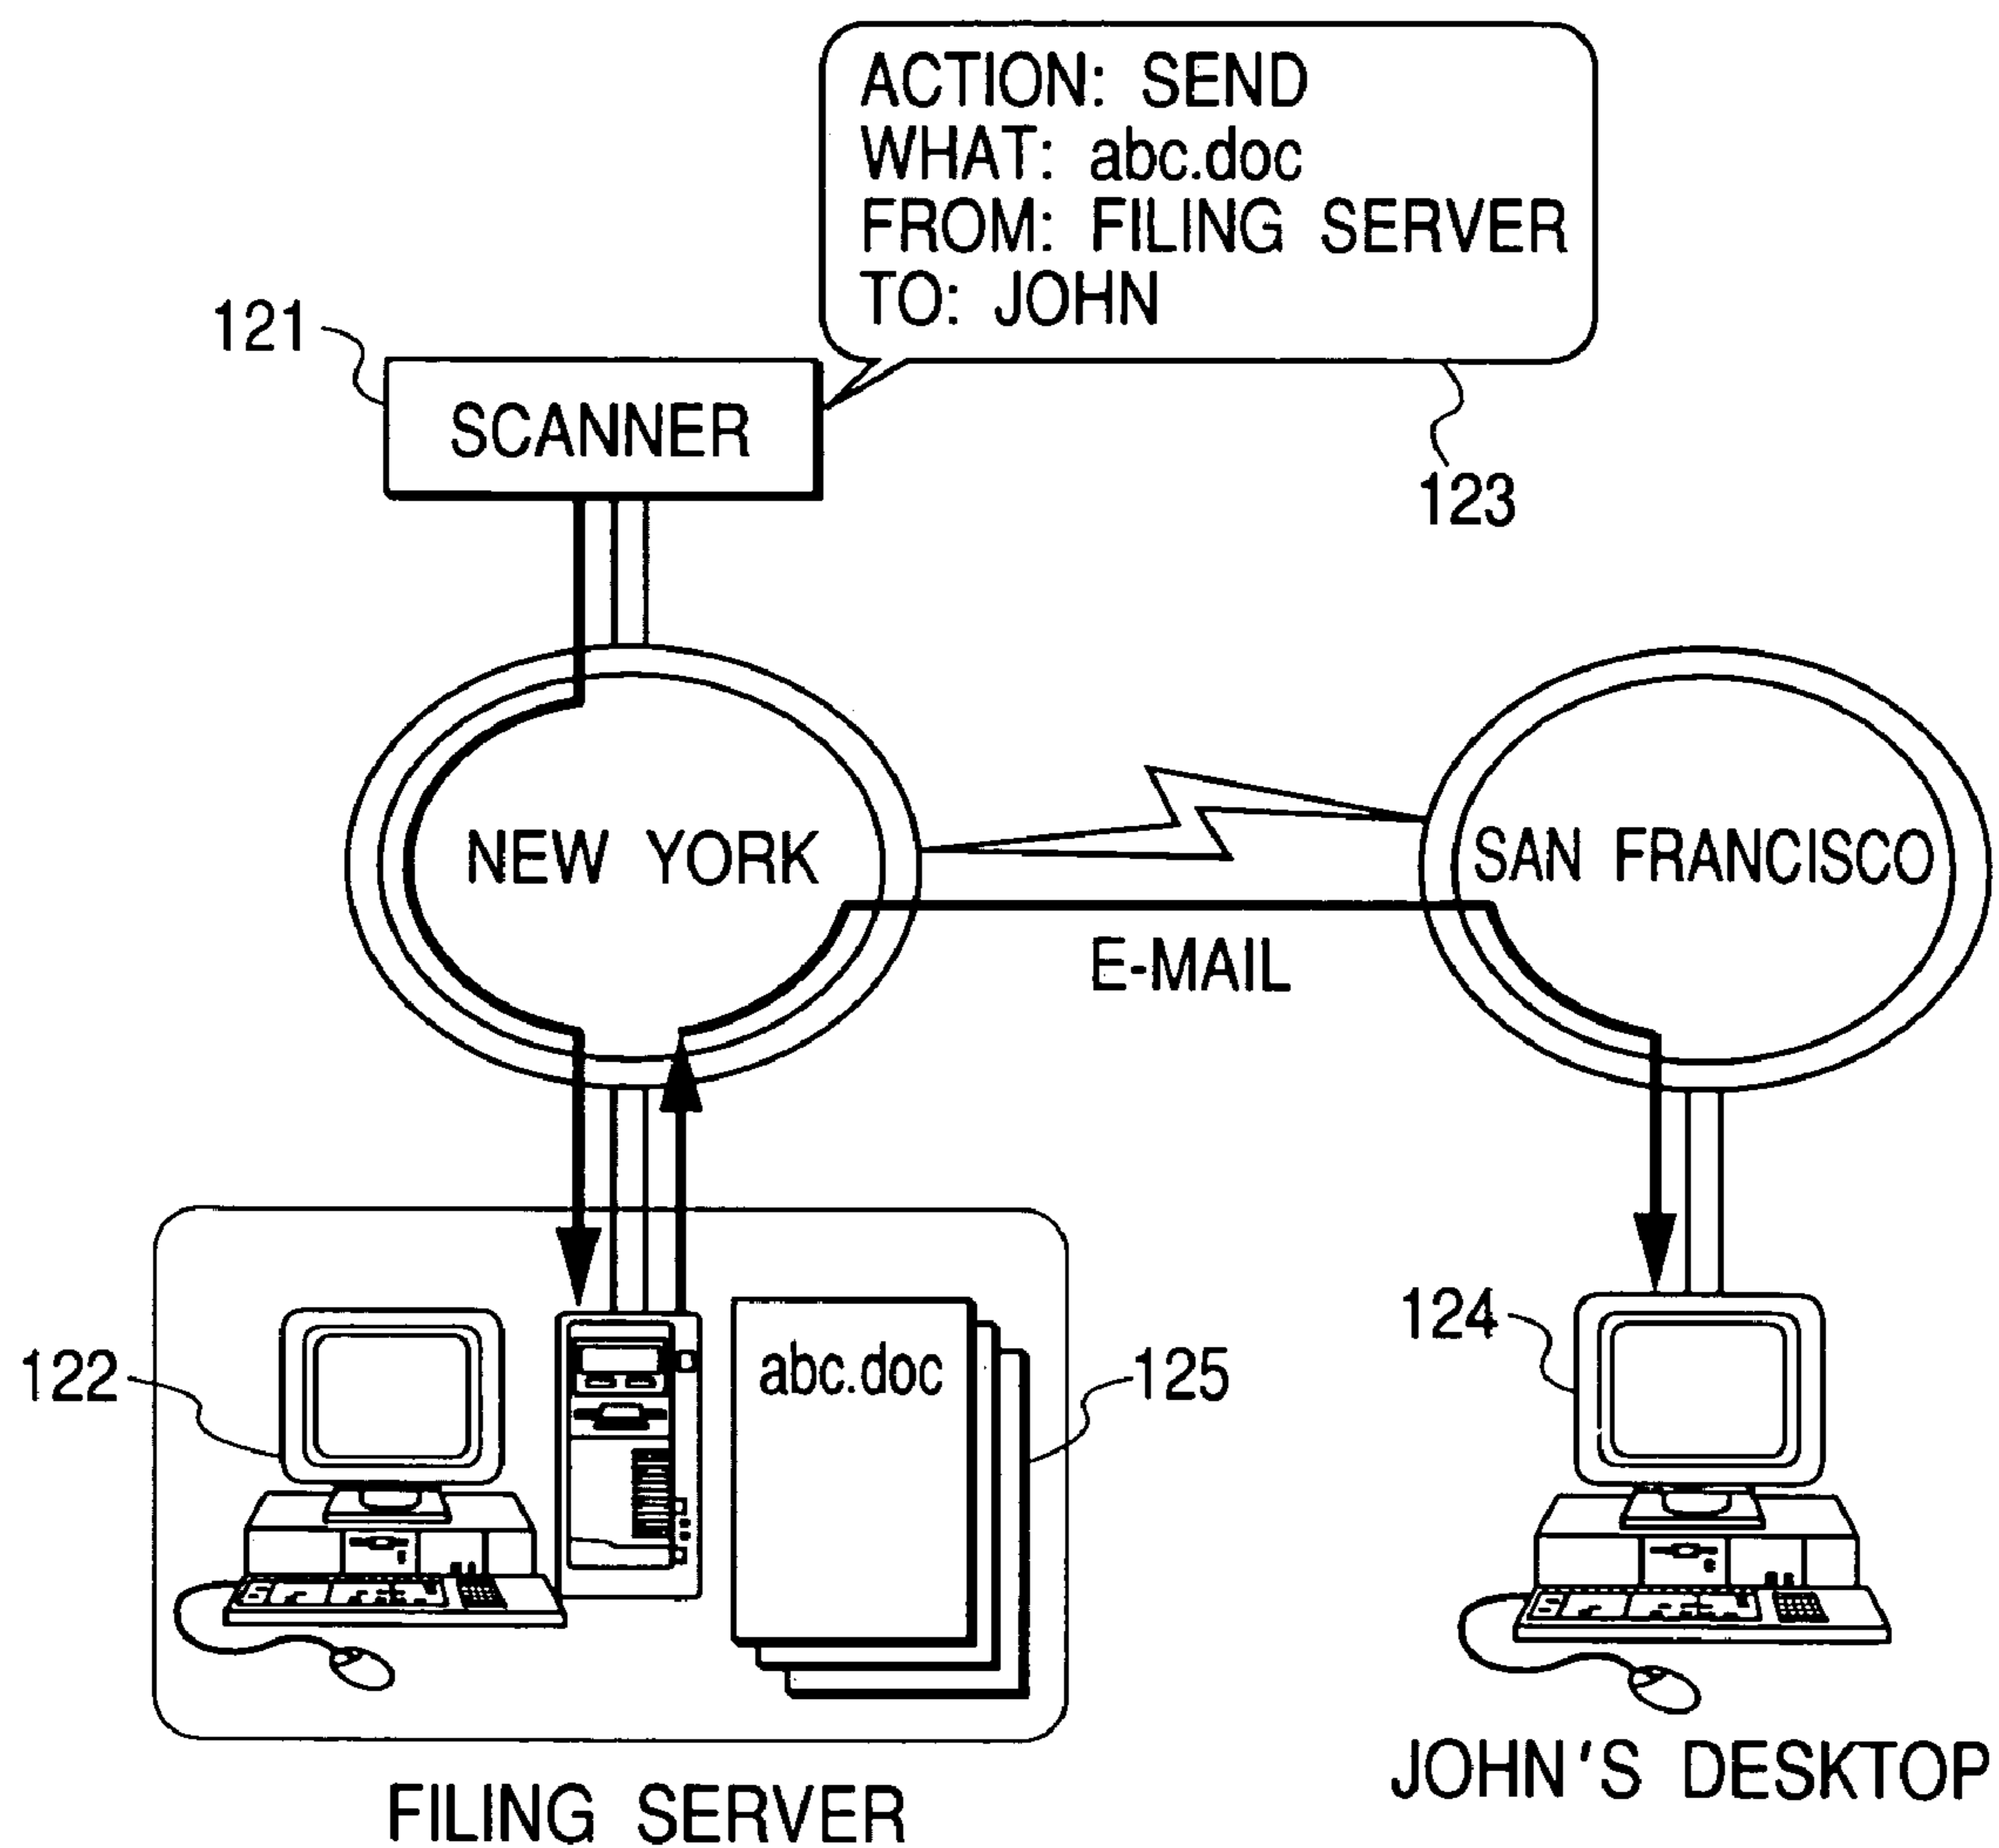 ACTION: SEND
WHAT: abc.doc
FROM: FILING SERVER
TO: JOHN
121
SCANNER
123
NEW YORK
SAN FRANCISCO
E-MAIL
122
abc.doc
125
124
FILING SERVER
JOHN'S DESKTOP